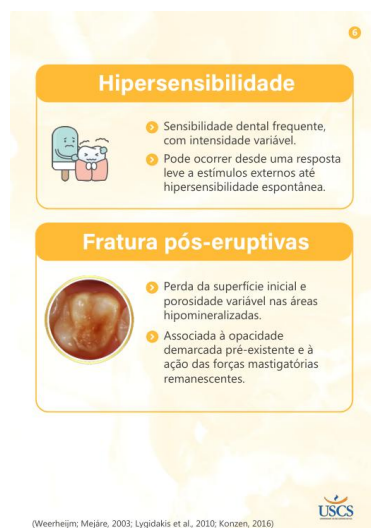 6
Hipersensibilidade
Sensibilidade dental frequente,
com intensidade variável.
Pode ocorrer desde uma resposta
leve a estímulos externos até
hipersensibilidade espontânea.
Fratura pós-eruptivas
Perda da superfície inicial e
porosidade variável nas áreas
hipomineralizadas.
Associada à opacidade
demarcada pré-existente e à
ação das forças mastigatórias
remanescentes.
USCS
(Weerheijm; Mejáre, 2003; Lygidakis et al., 2010; Konzen, 2016)